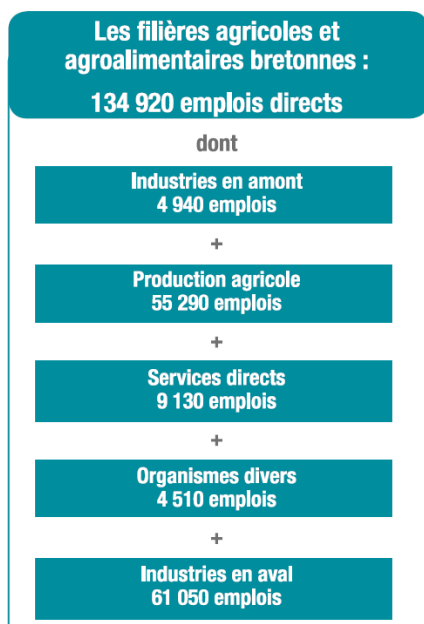 Les filières agricoles et
agroalimentaires bretonnes :
134 920 emplois directs
dont
Industries en amont
4 940 emplois
+
Production agricole
55 290 emplois
+
Services directs
9 130 emplois
+
Organismes divers
4 510 emplois
+
Industries en aval
61 050 emplois